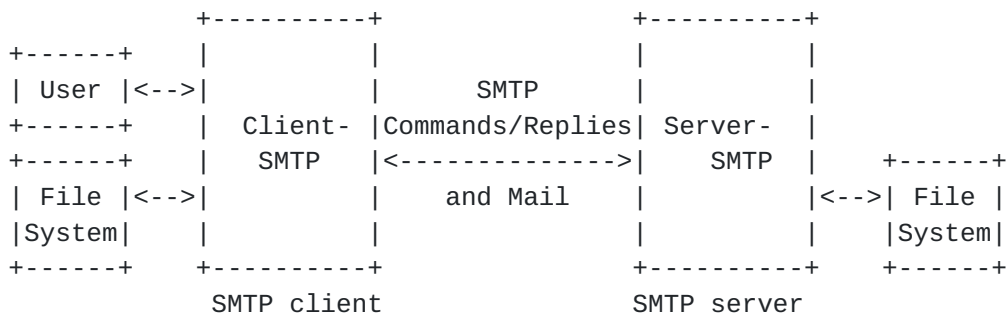 +----------+                +----------+
+------+    |          |                |          |
| User |<-->|          |      SMTP      |          |
+------+    |  Client- |Commands/Replies| Server-  |
+------+    |   SMTP   |<-------------->|    SMTP  |    +------+
| File |<-->|          |    and Mail    |          |<-->| File |
|System|    |          |                |          |    |System|
+------+    +----------+                +----------+    +------+
             SMTP client                SMTP server